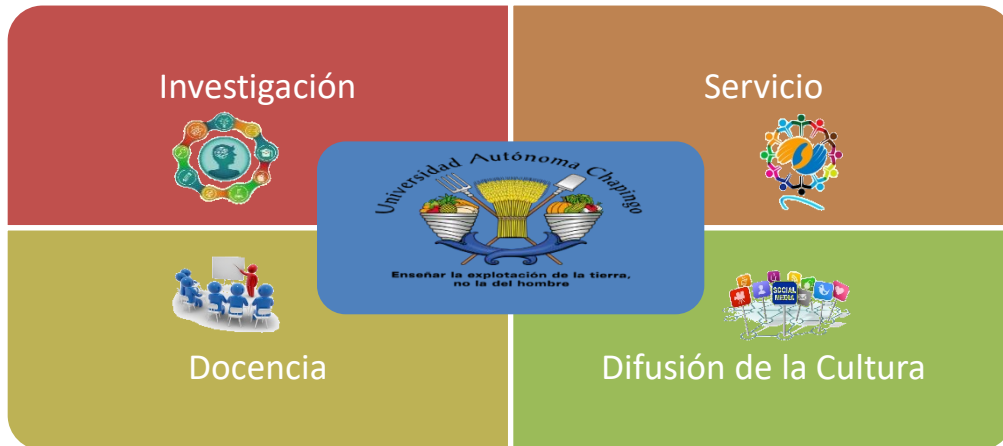 Investigación
Servicio
Universidad Autónoma Chapingo
Enseñar la explotación de la tierra,
no la del hombre
SOCIAL
MEDIA
Docencia
Difusión de la Cultura